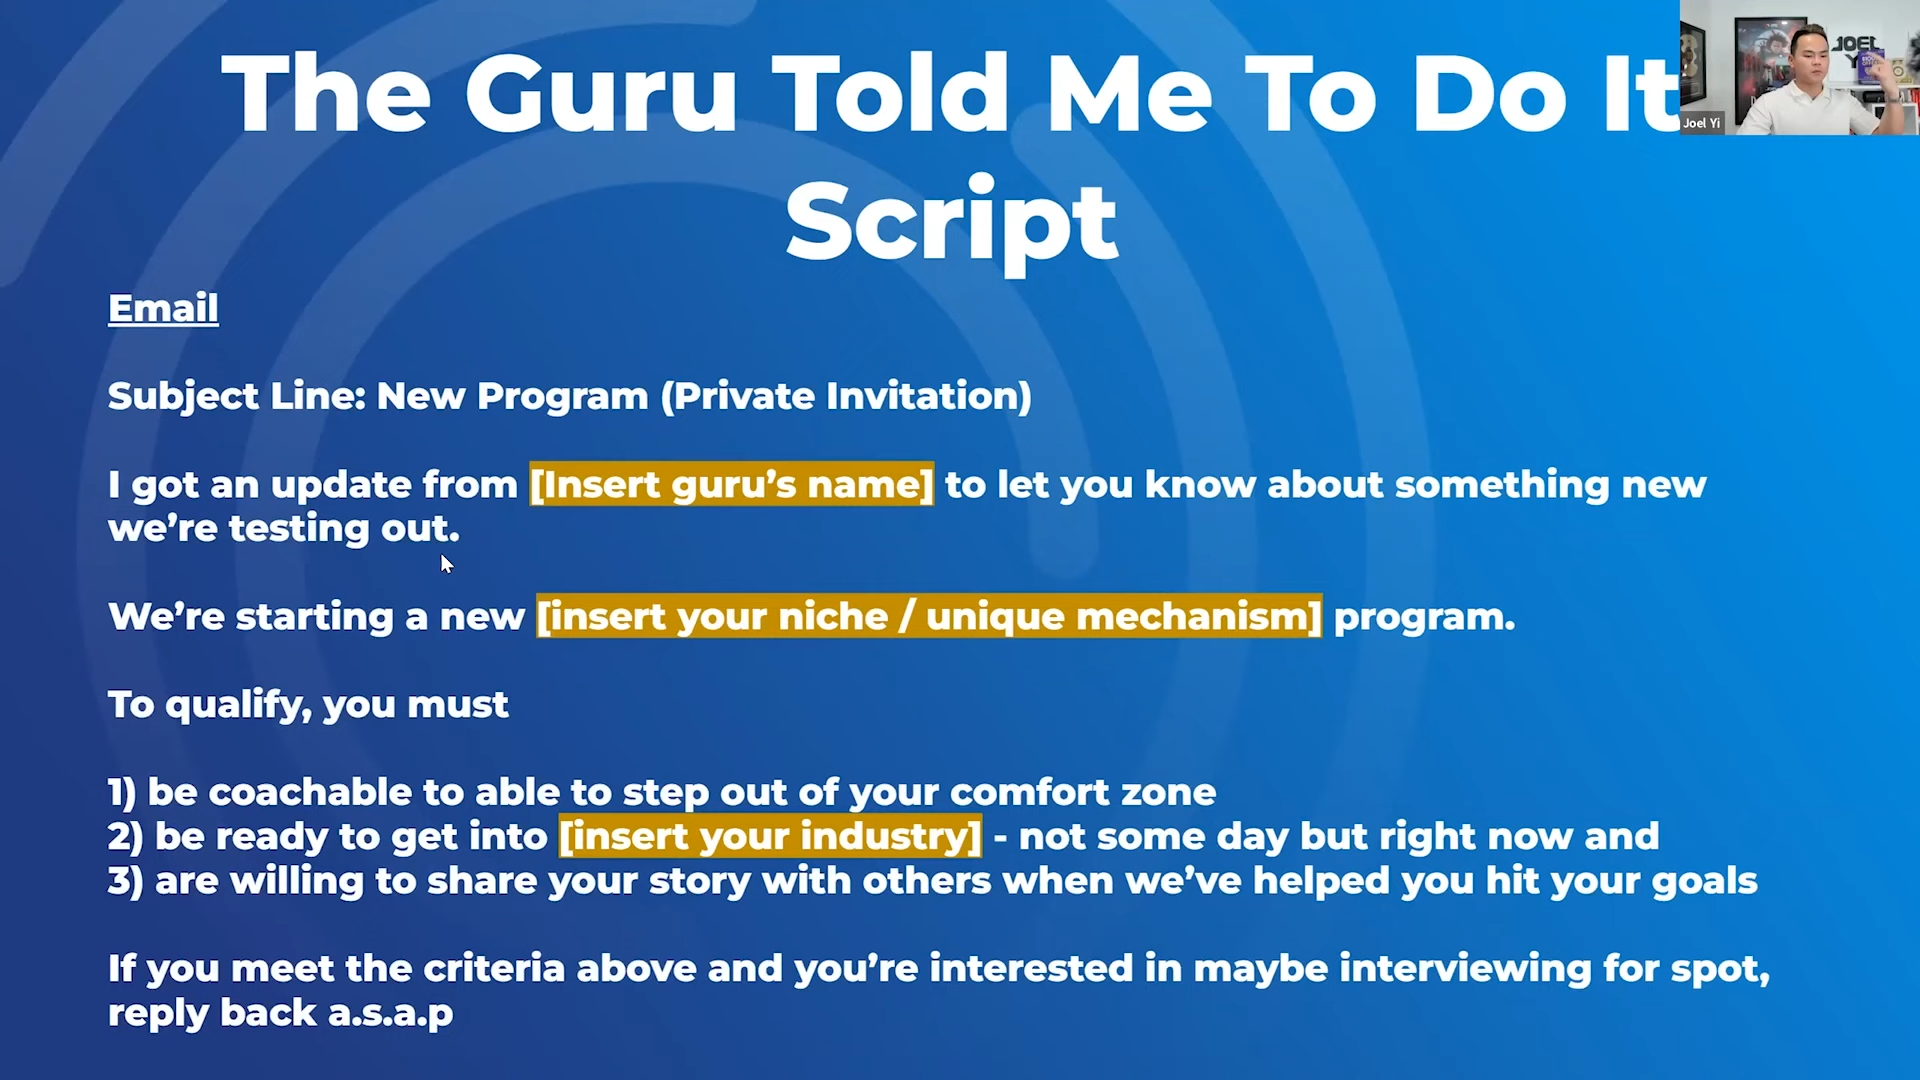 The Guru Told Me To Do It
Script
JOEL
Joel Yi
Email
Subject Line: New Program (Private Invitation)
I got an update from [Insert guru’s name] to let you know about something new
we’re testing out.
We’re starting a new [insert your niche / unique mechanism] program.
To qualify, you must
1) be coachable to able to step out of your comfort zone
2) be ready to get into [insert your industry] - not some day but right now and
3) are willing to share your story with others when we’ve helped you hit your goals
If you meet the criteria above and you’re interested in maybe interviewing for spot,
reply back a.s.a.p